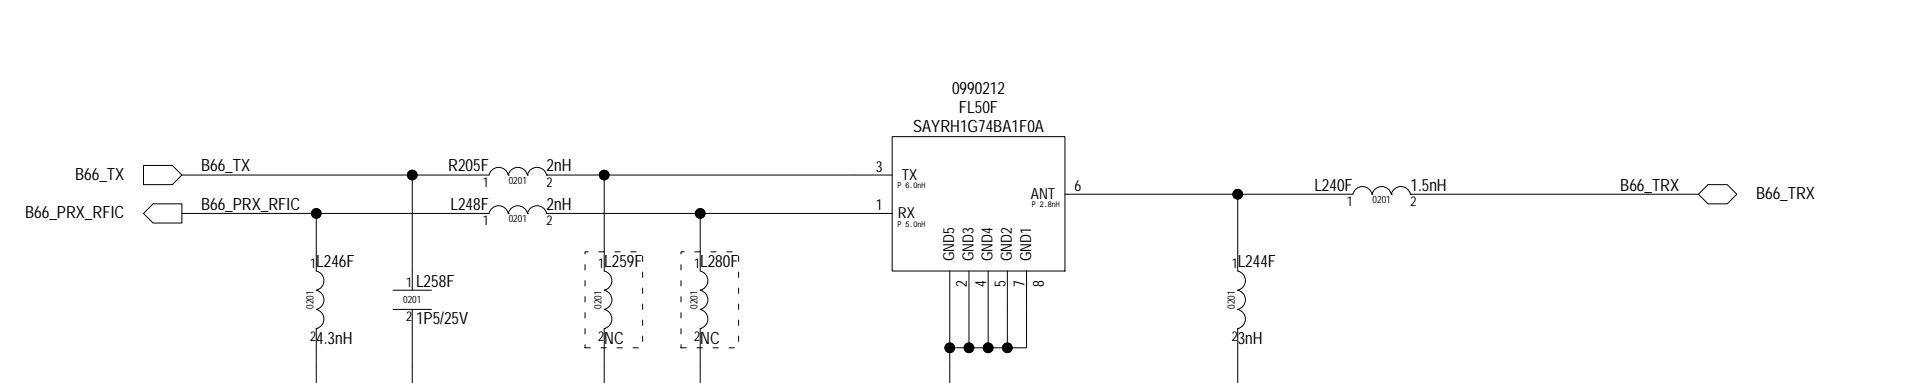 0990212
FL50F
SAYRH1G74BA1F0A
B66_TX
B66_TX
R205F
2nH
1
0201
2
3
TX
P 6.0nH
B66_PRX_RFIC
B66_PRX_RFIC
L248F
2nH
1
0201
2
1
RX
P 5.0nH
ANT
P 2.8nH
6
L240F
1.5nH
1
0201
2
B66_TRX
B66_TRX
GND5
GND3
GND4
GND2
GND1
2
4
5
7
8
1
L246F
0201
2
4.3nH
1
L258F
0201
2
1P5/25V
1
L259F
0201
2
NC
1
L280F
0201
2
NC
1
L244F
0201
2
3nH